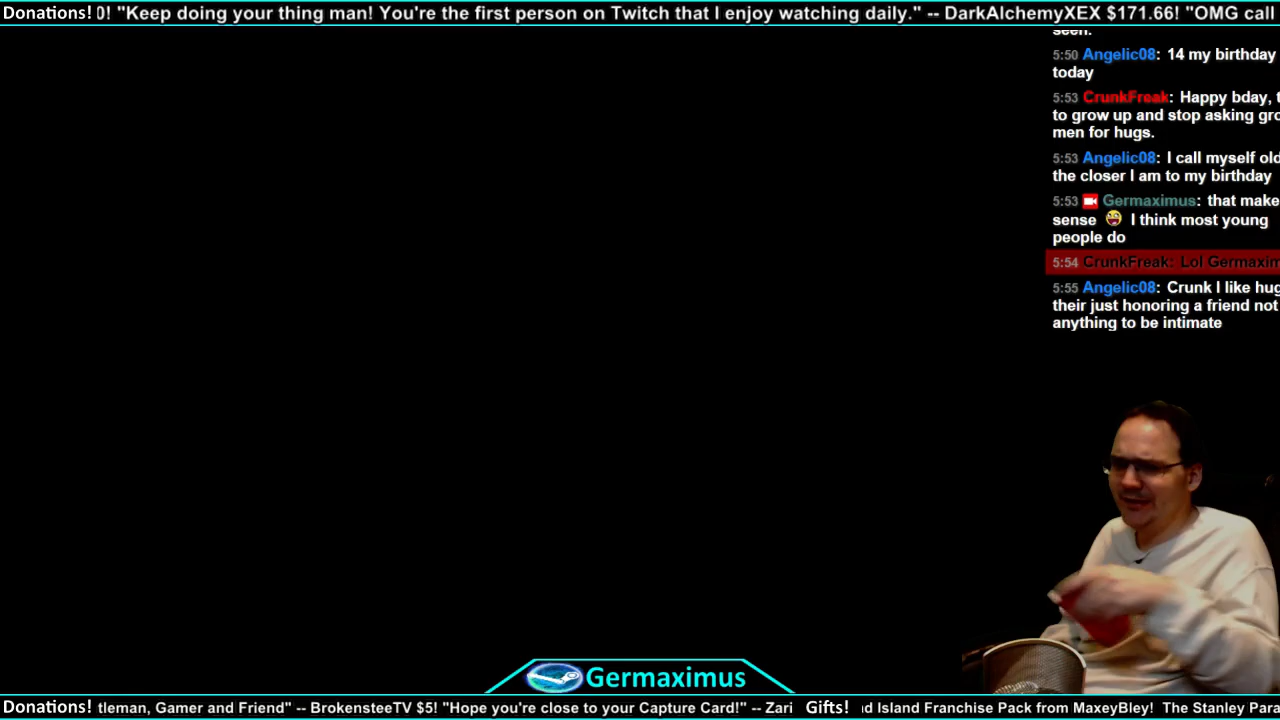 Donations! 0! "Keep doing your thing man! You're the first person on Twitch that I enjoy watching daily." -- DarkAlchemyXEX $171.66! "OMG call
seen.
5:50 Angelic08: 14 my birthday
today
5:53 CrunkFreak: Happy bday, t
to grow up and stop asking gro
men for hugs.
5:53 Angelic08: I call myself old
the closer I am to my birthday
5:53 Germaximus: that make
sense I think most young
people do
5:54 CrunkFreak: Lol Germaxim
5:55 Angelic08: Crunk I like hug
their just honoring a friend not
anything to be intimate
Germaximus
Donations! tleman, Gamer and Friend" -- BrokensteeTV $5! "Hope you're close to your Capture Card!" -- Zari Gifts! d Island Franchise Pack from MaxeyBley! The Stanley Para